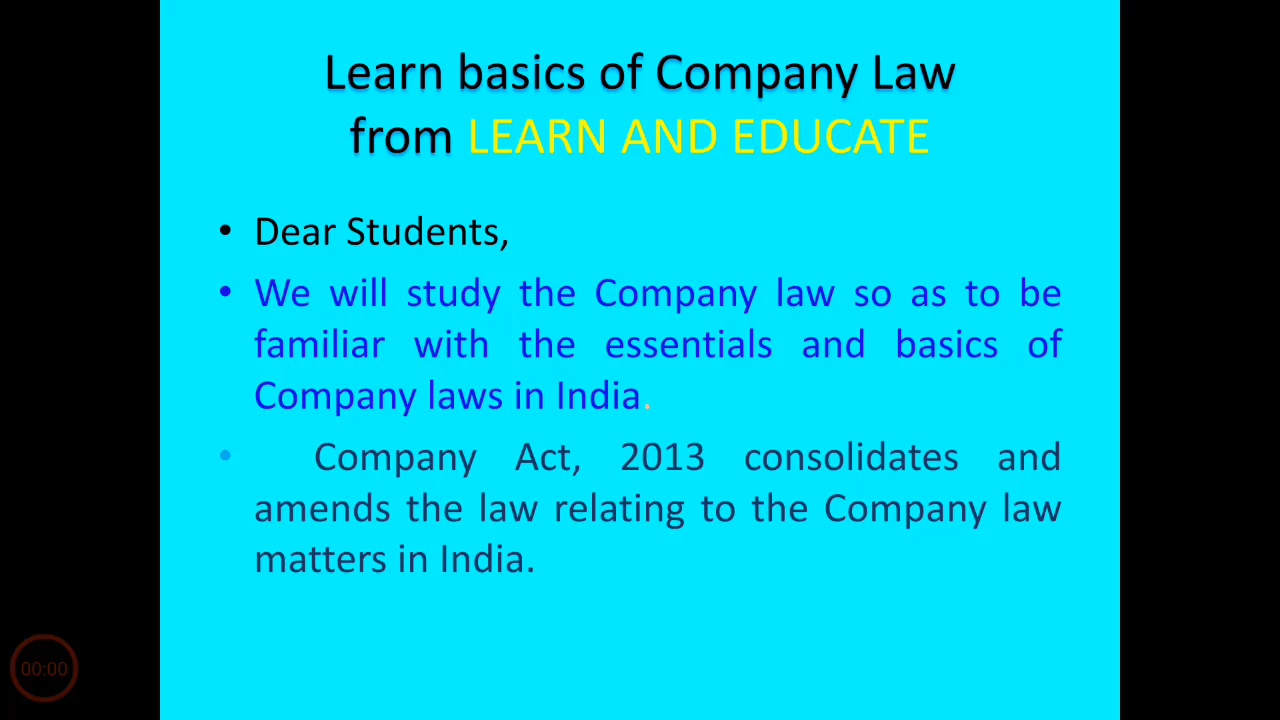 Learn basics of Company Law
from LEARN AND EDUCATE
• Dear Students,
• We will study the Company law so as to be
familiar with the essentials and basics of
Company laws in India.
• Company Act, 2013 consolidates and
amends the law relating to the Company law
matters in India.
00:00